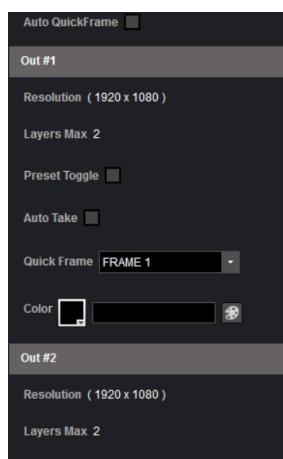 Auto QuickFrame
Out #1
Resolution ( 1920 x 1080 )
Layers Max 2
Preset Toggle
Auto Take
Quick Frame FRAME 1
Color
Out #2
Resolution ( 1920 x 1080 )
Layers Max 2